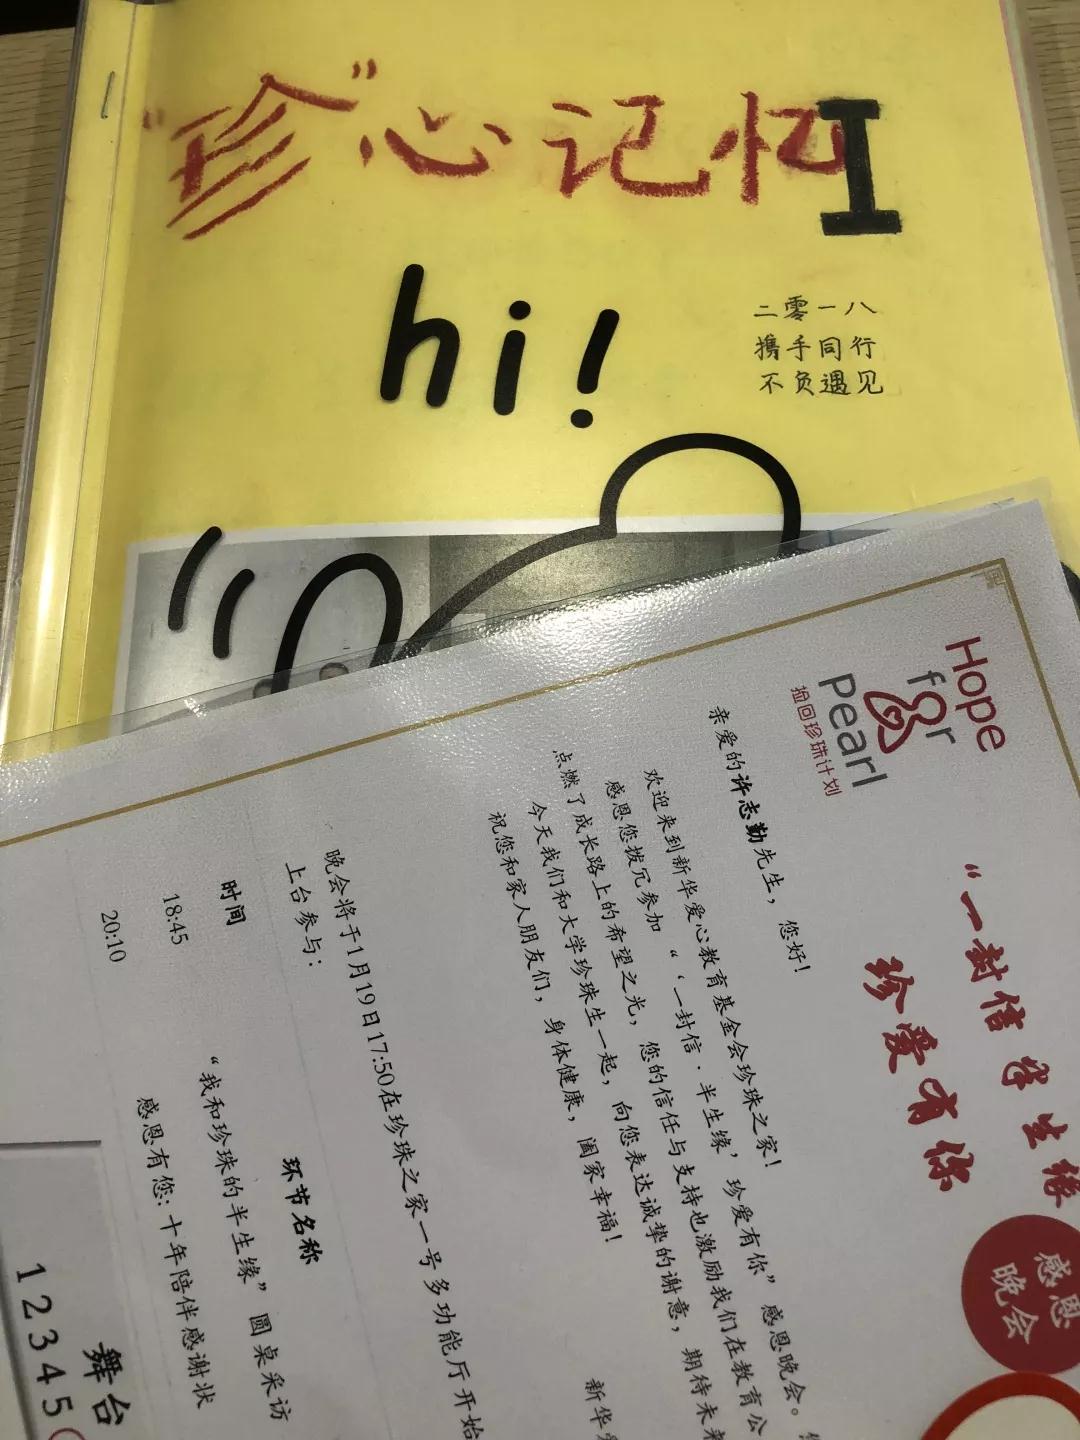 “珍”心记忆I
hi!
二零一八
携手同行
不负遇见
Hope
for
Pearl
捡回珍珠计划
“一封信 半生缘
珍爱有你
感恩
晚会
亲爱的许志勤先生，您好！
欢迎来到新华爱心教育基金会珍珠之家！
感恩您拨冗参加“‘一封信·半生缘’珍爱有你”感恩晚会。
点燃了成长路上的希望之光，您的信任与支持也激励我们在教育公
今天我们和大学珍珠生一起，向您表达诚挚的谢意，期待未来
祝您和家人朋友们，身体健康，阖家幸福！
新华
晚会将于1月19日17:50在珍珠之家一号多功能厅开始
上台参与：
时间 环节名称
18:45 “我和珍珠的半生缘”圆桌采访
20:10 感恩有您：十年陪伴感谢状
舞台
12345